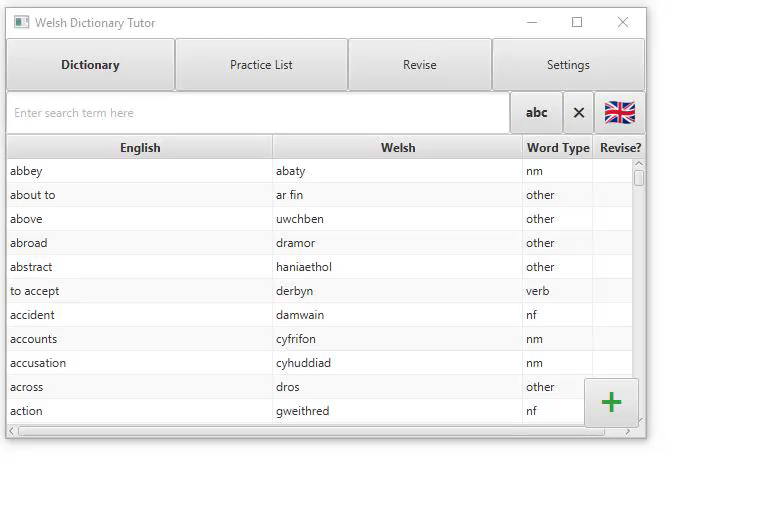 Welsh Dictionary Tutor
Dictionary Practice List Revise Settings
Enter search term here abc
English Welsh Word Type Revise?
abbey abaty nm
about to ar fin other
above uwchben other
abroad dramor other
abstract haniaethol other
to accept derbyn verb
accident damwain nf
accounts cyfrifon nm
accusation cyhuddiad nm
across dros other
action gweithred nf